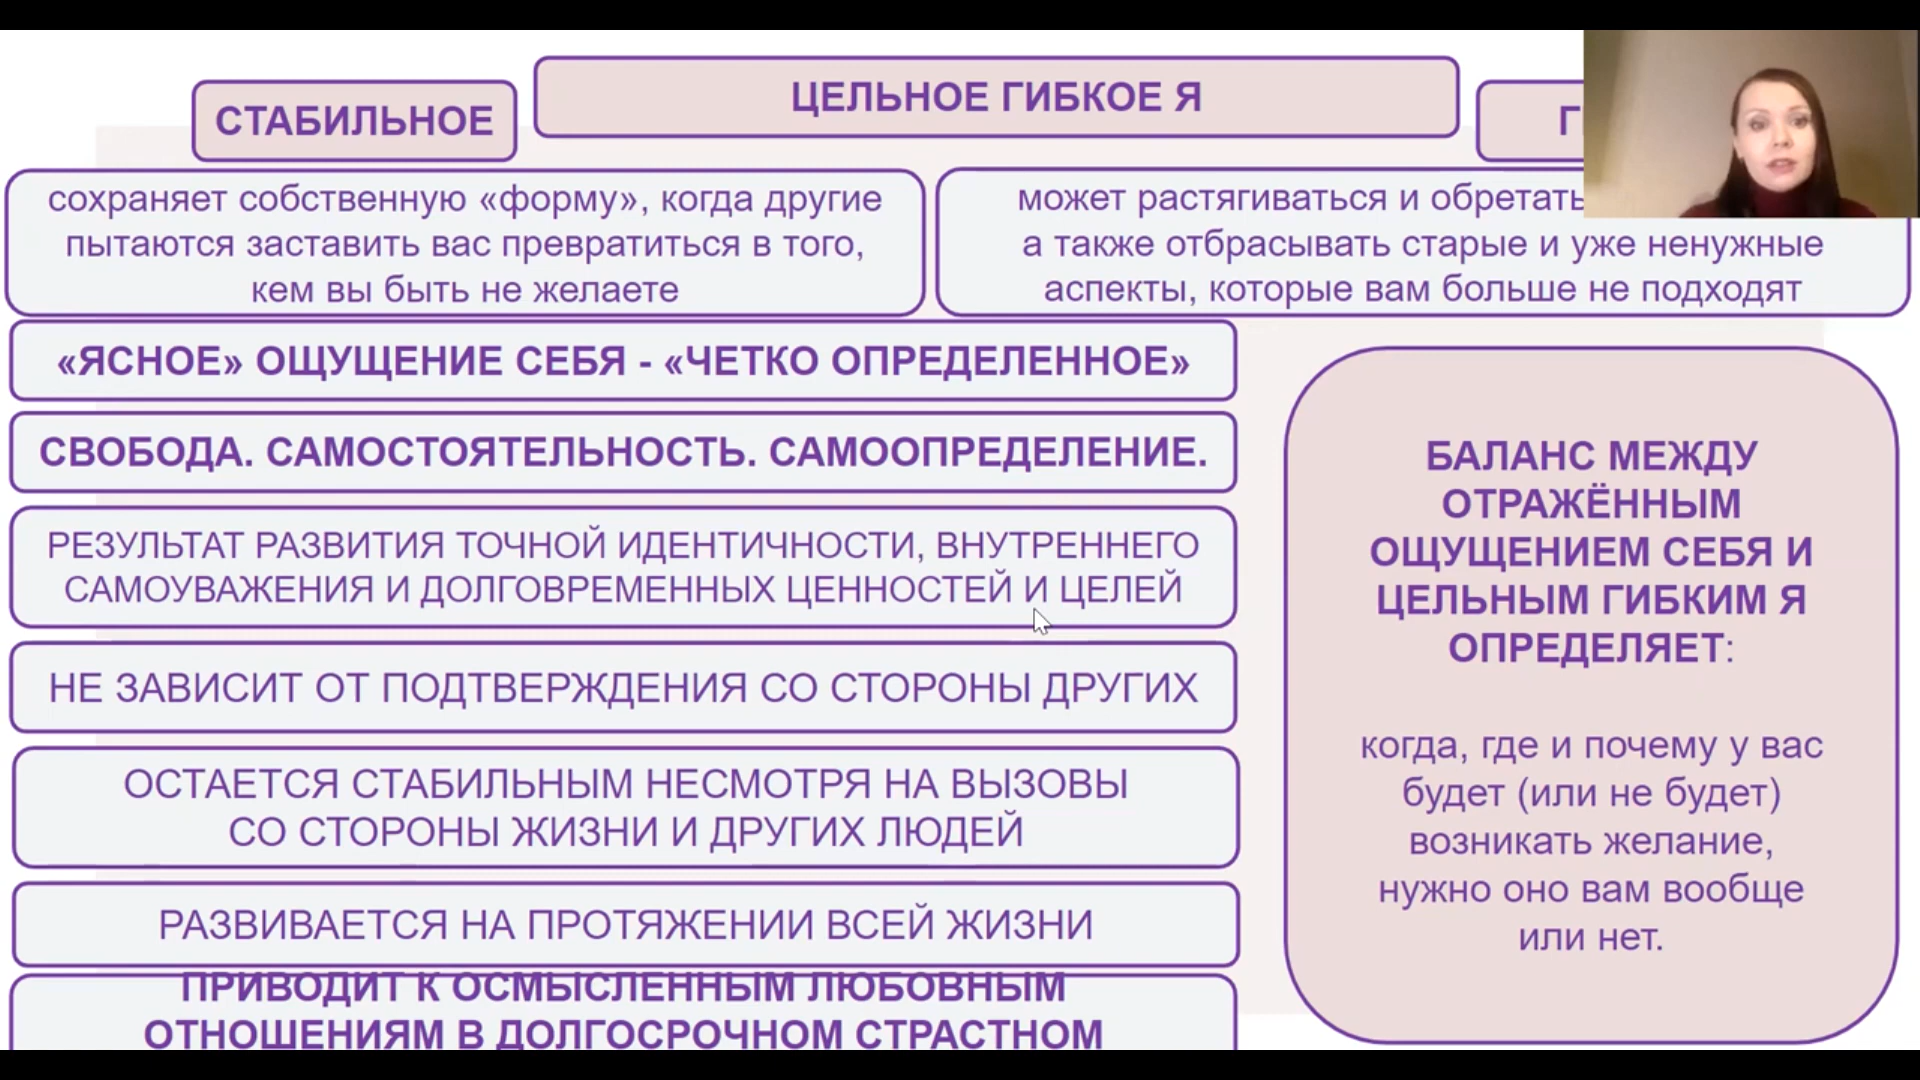 ЦЕЛЬНОЕ ГИБКОЕ Я
СТАБИЛЬНОЕ
сохраняет собственную «форму», когда другие
пытаются заставить вас превратиться в того,
кем вы быть не желаете
может растягиваться и обретать
а также отбрасывать старые и уже ненужные
аспекты, которые вам больше не подходят
«ЯСНОЕ» ОЩУЩЕНИЕ СЕБЯ - «ЧЕТКО ОПРЕДЕЛЕННОЕ»
СВОБОДА. САМОСТОЯТЕЛЬНОСТЬ. САМООПРЕДЕЛЕНИЕ.
РЕЗУЛЬТАТ РАЗВИТИЯ ТОЧНОЙ ИДЕНТИЧНОСТИ, ВНУТРЕННЕГО
САМОУВАЖЕНИЯ И ДОЛГОВРЕМЕННЫХ ЦЕННОСТЕЙ И ЦЕЛЕЙ
НЕ ЗАВИСИТ ОТ ПОДТВЕРЖДЕНИЯ СО СТОРОНЫ ДРУГИХ
ОСТАЕТСЯ СТАБИЛЬНЫМ НЕСМОТРЯ НА ВЫЗОВЫ
СО СТОРОНЫ ЖИЗНИ И ДРУГИХ ЛЮДЕЙ
РАЗВИВАЕТСЯ НА ПРОТЯЖЕНИИ ВСЕЙ ЖИЗНИ
ПРИВОДИТ К ОСМЫСЛЕННЫМ ЛЮБОВНЫМ
ОТНОШЕНИЯМ В ДОЛГОСРОЧНОМ СТРАСТНОМ
БАЛАНС МЕЖДУ
ОТРАЖЁННЫМ
ОЩУЩЕНИЕМ СЕБЯ И
ЦЕЛЬНЫМ ГИБКИМ Я
ОПРЕДЕЛЯЕТ:
когда, где и почему у вас
будет (или не будет)
возникать желание,
нужно оно вам вообще
или нет.